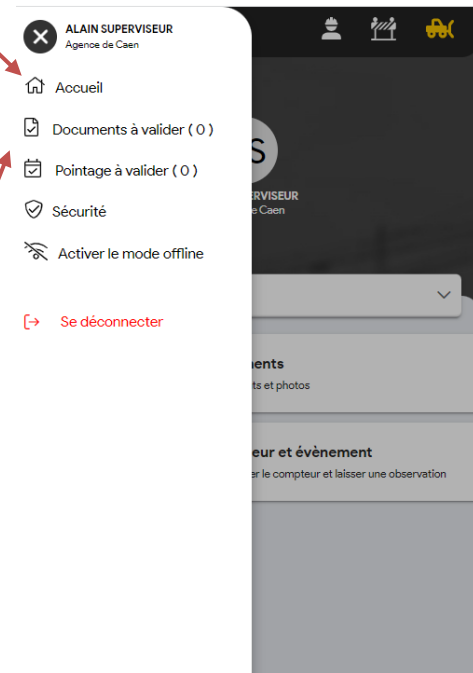 ALAIN SUPERVISEUR
Agence de Caen
Accueil
Documents à valider ( 0 )
Pointage à valider ( 0 )
Sécurité
Activer le mode offline
Se déconnecter
S
RVISEUR
e Caen
ents
ts et photos
eur et évènement
er le compteur et laisser une observation